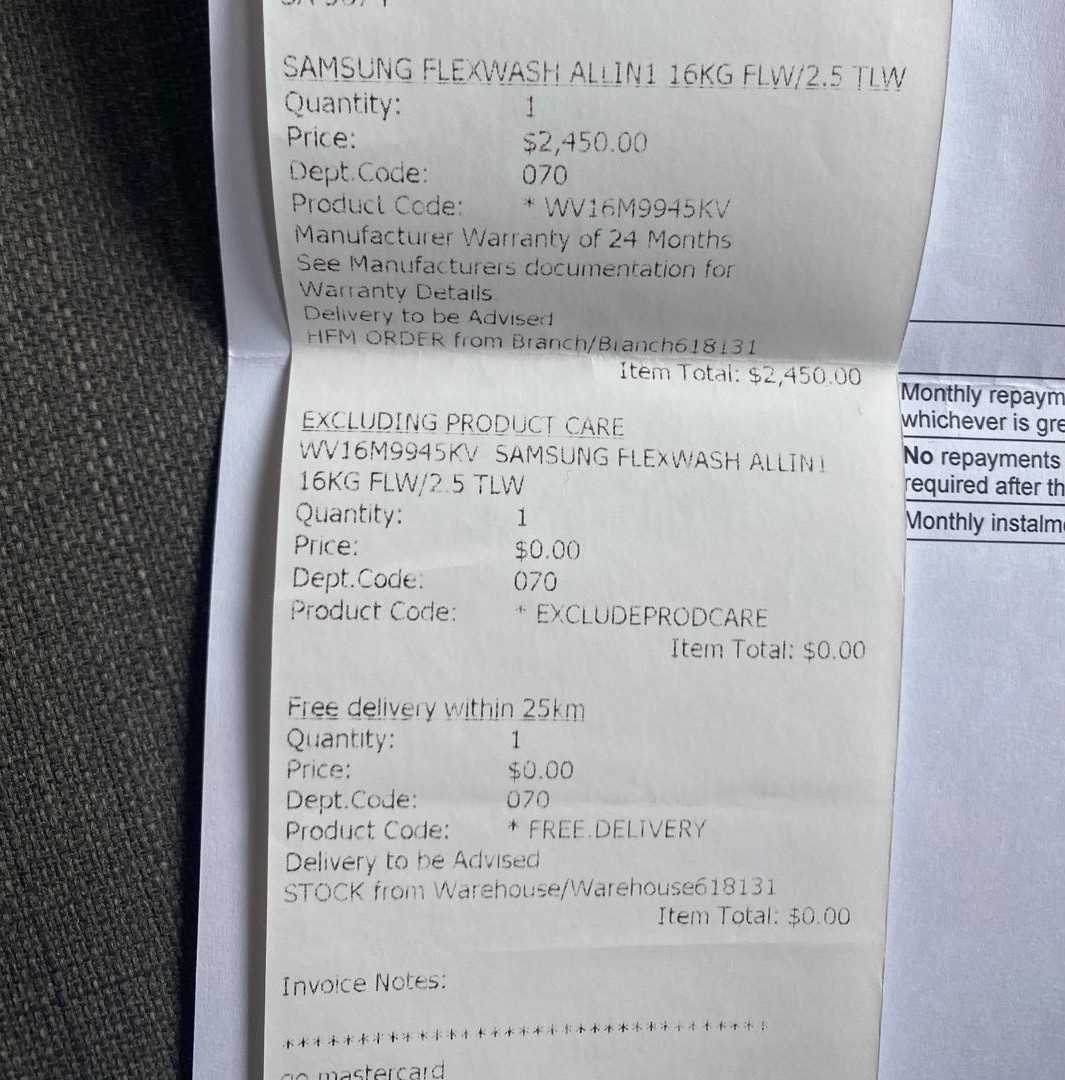 SAMSUNG FLEXWASH ALLIN1 16KG FLW/2.5 TLW
Quantity: 1
Price: $2,450.00
Dept.Code: 070
Product Code: * WV16M9945KV
Manufacturer Warranty of 24 Months
See Manufacturers documentation for
Warranty Details.
Delivery to be Advised
HFM ORDER from Branch/Branch618131
Item Total: $2,450.00
EXCLUDING PRODUCT CARE
WV16M9945KV SAMSUNG FLEXWASH ALLIN1
16KG FLW/2.5 TLW
Quantity: 1
Price: $0.00
Dept.Code: 070
Product Code: * EXCLUDEPRODCARE
Item Total: $0.00
Free delivery within 25km
Quantity: 1
Price: $0.00
Dept.Code: 070
Product Code: * FREE.DELIVERY
Delivery to be Advised
STOCK from Warehouse/Warehouse618131
Item Total: $0.00
Invoice Notes:
**********************************
go mastercard
Monthly repaym
whichever is gre
No repayments
required after th
Monthly instalm